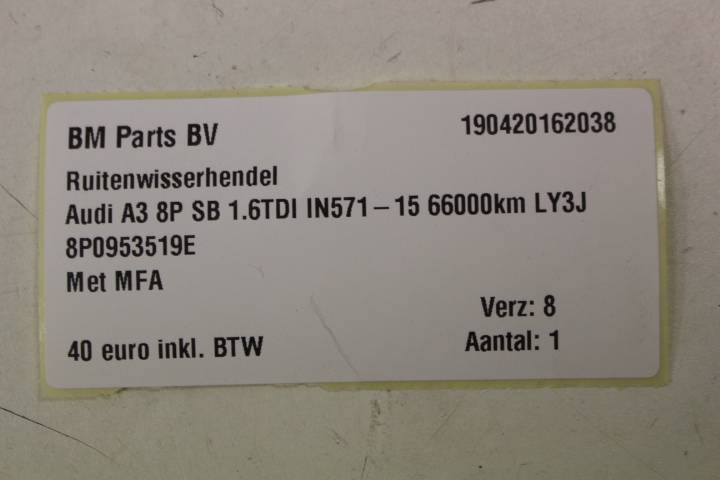 BM Parts BV 190420162038
Ruitenwisserhendel
Audi A3 8P SB 1.6TDI IN571-15 66000km LY3J
8P0953519E
Met MFA
Verz: 8
40 euro inkl. BTW Aantal: 1